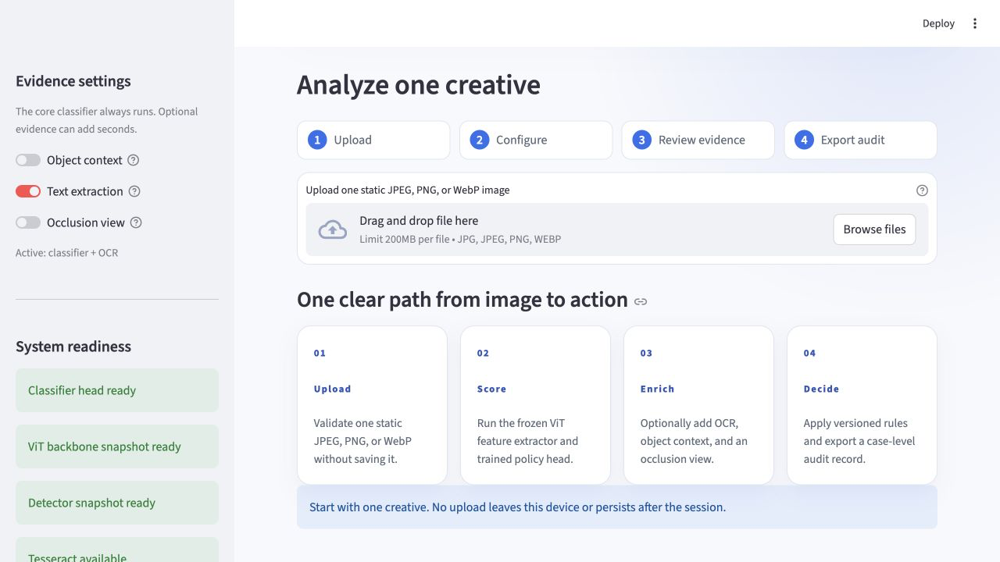 Deploy
Evidence settings
The core classifier always runs. Optional
evidence can add seconds.
Object context
Text extraction
Occlusion view
Active: classifier + OCR
System readiness
Classifier head ready
ViT backbone snapshot ready
Detector snapshot ready
Tesseract available
Analyze one creative
1 Upload
2 Configure
3 Review evidence
4 Export audit
Upload one static JPEG, PNG, or WebP image
Drag and drop file here
Limit 200MB per file • JPG, JPEG, PNG, WEBP
Browse files
One clear path from image to action
01
Upload
Validate one static
JPEG, PNG, or WebP
without saving it.
02
Score
Run the frozen ViT
feature extractor and
trained policy head.
03
Enrich
Optionally add OCR,
object context, and an
occlusion view.
04
Decide
Apply versioned rules
and export a case-level
audit record.
Start with one creative. No upload leaves this device or persists after the session.